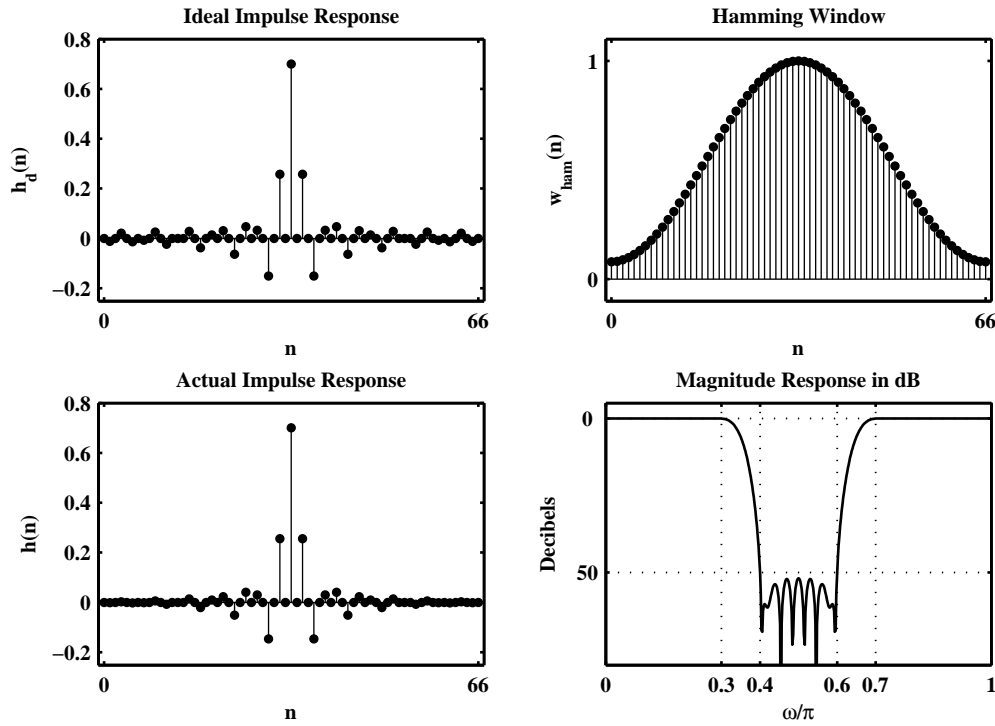 Ideal Impulse Response
0.8
0.6
0.4
0.2
0
−0.2
h_d(n)
0
66
n
Hamming Window
1
0
w_ham(n)
0
66
n
Actual Impulse Response
0.8
0.6
0.4
0.2
0
−0.2
h(n)
0
66
n
Magnitude Response in dB
0
50
Decibels
0
0.3
0.4
0.6
0.7
1
ω/π